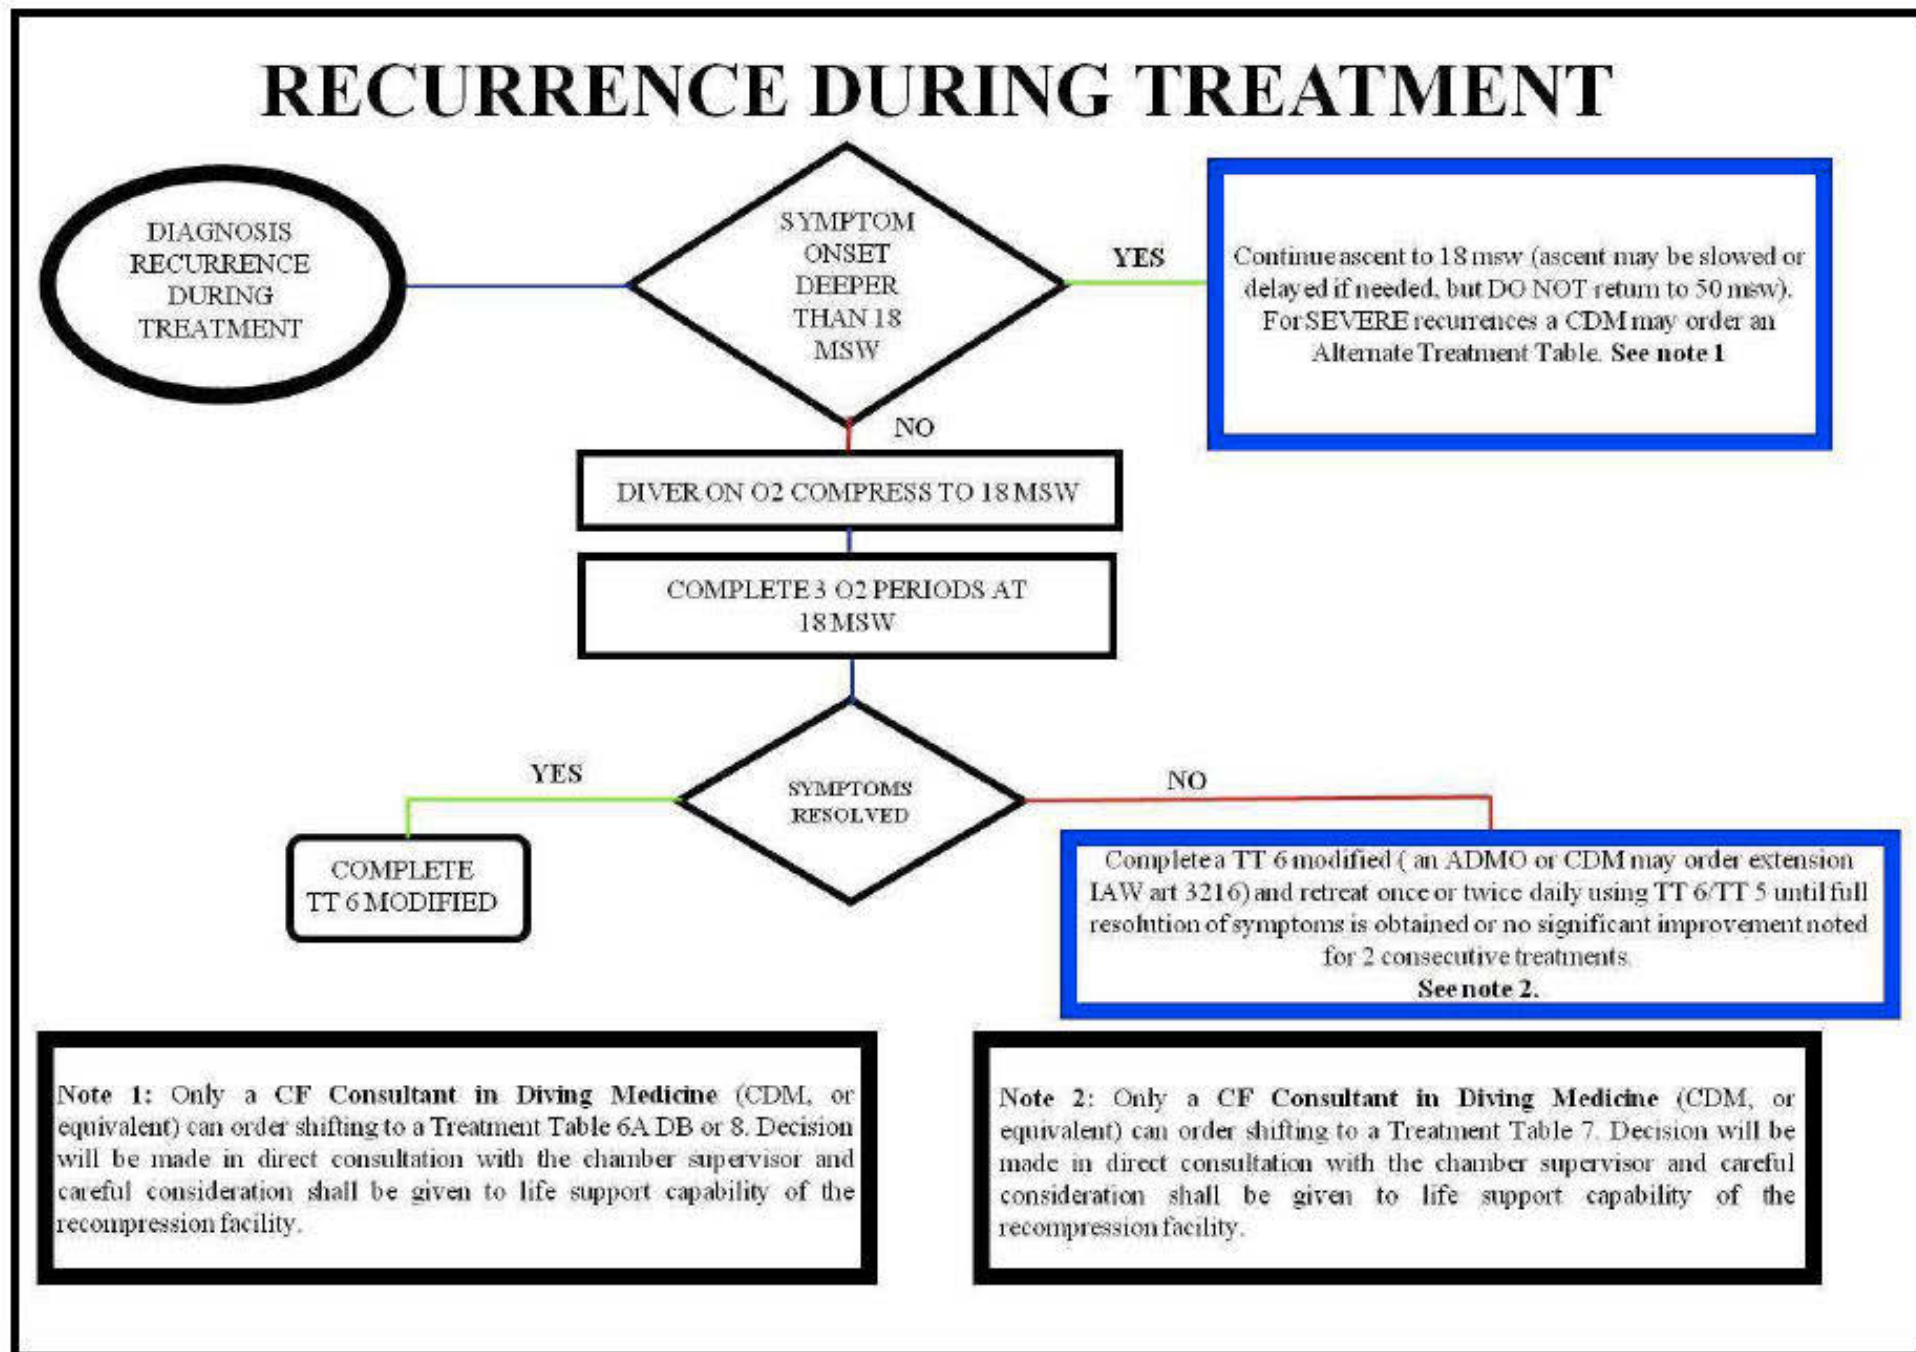 RECURRENCE DURING TREATMENT
DIAGNOSIS
RECURRENCE
DURING
TREATMENT
SYMPTOM
ONSET
DEEPER
THAN 18
MSW
YES
Continue ascent to 18 msw (ascent may be slowed or
delayed if needed, but DO NOT return to 50 msw).
For SEVERE recurrences a CDM may order an
Alternate Treatment Table. See note 1
NO
DIVER ON O2 COMPRESS TO 18 MSW
COMPLETE 3 O2 PERIODS AT
18 MSW
SYMPTOMS
RESOLVED
YES
COMPLETE
TT 6 MODIFIED
NO
Complete a TT 6 modified ( an ADMO or CDM may order extension
IAW art 3216) and retreat once or twice daily using TT 6/TT 5 until full
resolution of symptoms is obtained or no significant improvement noted
for 2 consecutive treatments.
See note 2.
Note 1: Only a CF Consultant in Diving Medicine (CDM, or
equivalent) can order shifting to a Treatment Table 6A DB or 8. Decision
will be made in direct consultation with the chamber supervisor and
careful consideration shall be given to life support capability of the
recompression facility.
Note 2: Only a CF Consultant in Diving Medicine (CDM, or
equivalent) can order shifting to a Treatment Table 7. Decision will be
made in direct consultation with the chamber supervisor and careful
consideration shall be given to life support capability of the
recompression facility.